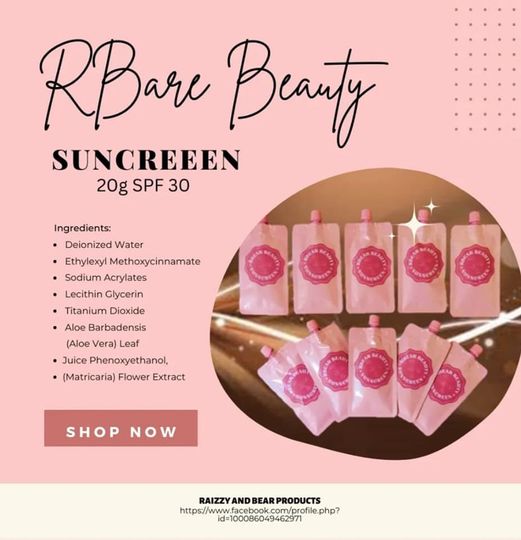 RBare Beauty
SUNCREEEN
20g SPF 30
Ingredients:
Deionized Water
Ethylexyl Methoxycinnamate
Sodium Acrylates
Lecithin Glycerin
Titanium Dioxide
Aloe Barbadensis
(Aloe Vera) Leaf
Juice Phenoxyethanol,
(Matricaria) Flower Extract
SHOP NOW
RAIZZY AND BEAR PRODUCTS
https://www.facebook.com/profile.php?
id=100086049462971